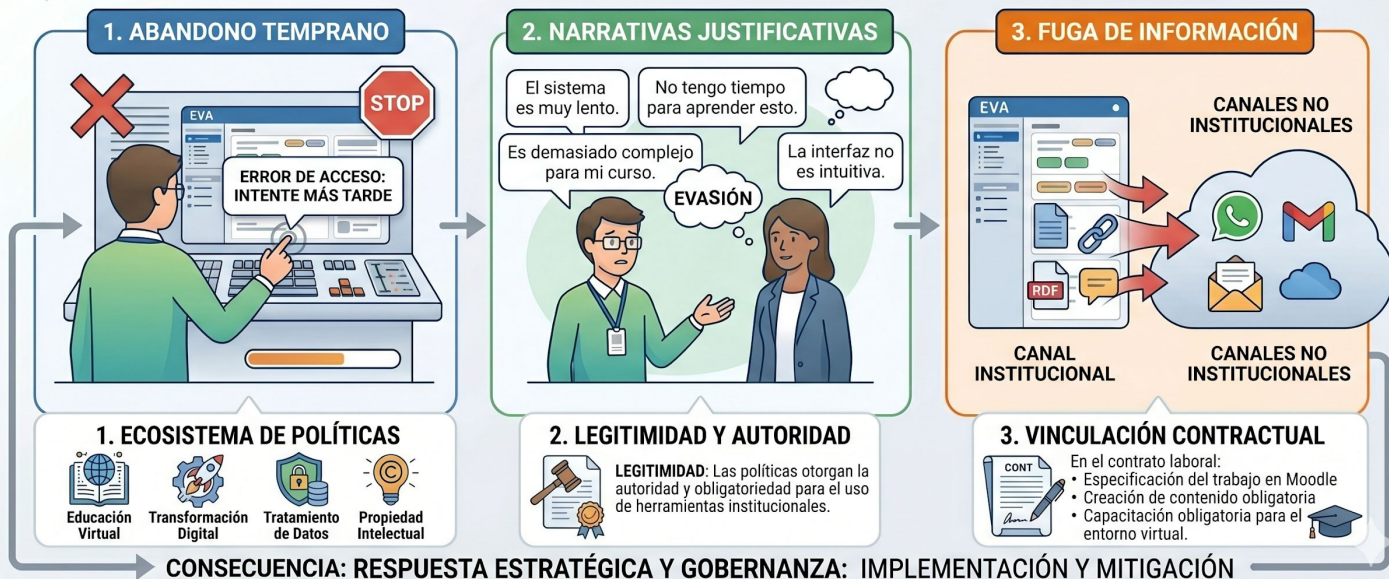 1. ABANDONO TEMPRANO
EVA
STOP
ERROR DE ACCESO:
INTENTE MÁS TARDE
2. NARRATIVAS JUSTIFICATIVAS
El sistema
es muy lento.
No tengo tiempo
para aprender esto.
Es demasiado complejo
para mi curso.
La interfaz no
es intuitiva.
EVASIÓN
3. FUGA DE INFORMACIÓN
EVA
CANALES NO
INSTITUCIONALES
RDF
CANAL
INSTITUCIONAL
CANALES NO
INSTITUCIONALES
1. ECOSISTEMA DE POLÍTICAS
Educación
Virtual
Transformación
Digital
Tratamiento
de Datos
C
Propiedad
Intelectual
2. LEGITIMIDAD Y AUTORIDAD
LEGITIMIDAD: Las políticas otorgan la
autoridad y obligatoriedad para el uso
de herramientas institucionales.
3. VINCULACIÓN CONTRACTUAL
CONT
En el contrato laboral:
• Especificación del trabajo en Moodle
• Creación de contenido obligatoria
• Capacitación obligatoria para el
entorno virtual.
CONSECUENCIA: RESPUESTA ESTRATÉGICA Y GOBERNANZA: IMPLEMENTACIÓN Y MITIGACIÓN